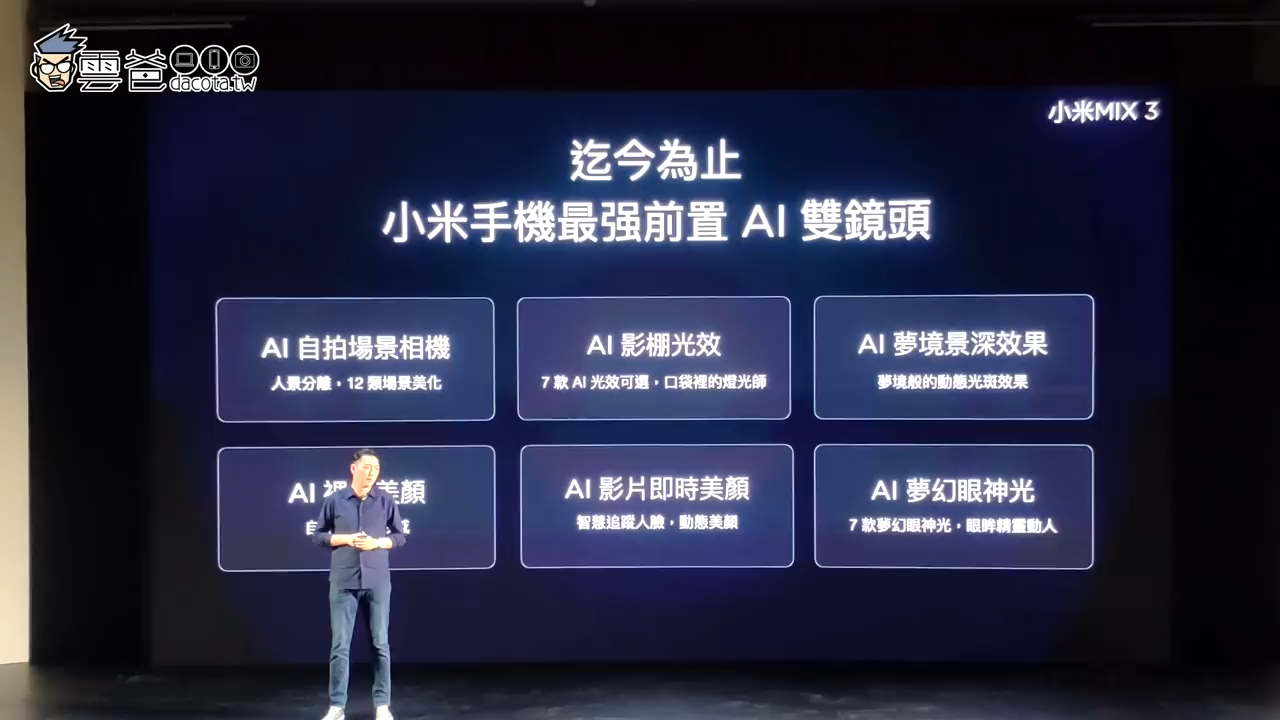 雲爸
dacota.tw
小米MIX 3
迄今為止
小米手機最强前置 AI 雙鏡頭
AI 自拍場景相機
人景分離，12 類場景美化
AI 影棚光效
7 款 AI 光效可選，口袋裡的燈光師
AI 夢境景深效果
夢境般的動態光斑效果
AI 裸 美顏
自 感
AI 影片即時美顏
智慧追蹤人臉，動態美顏
AI 夢幻眼神光
7 款夢幻眼神光，眼眸精靈動人